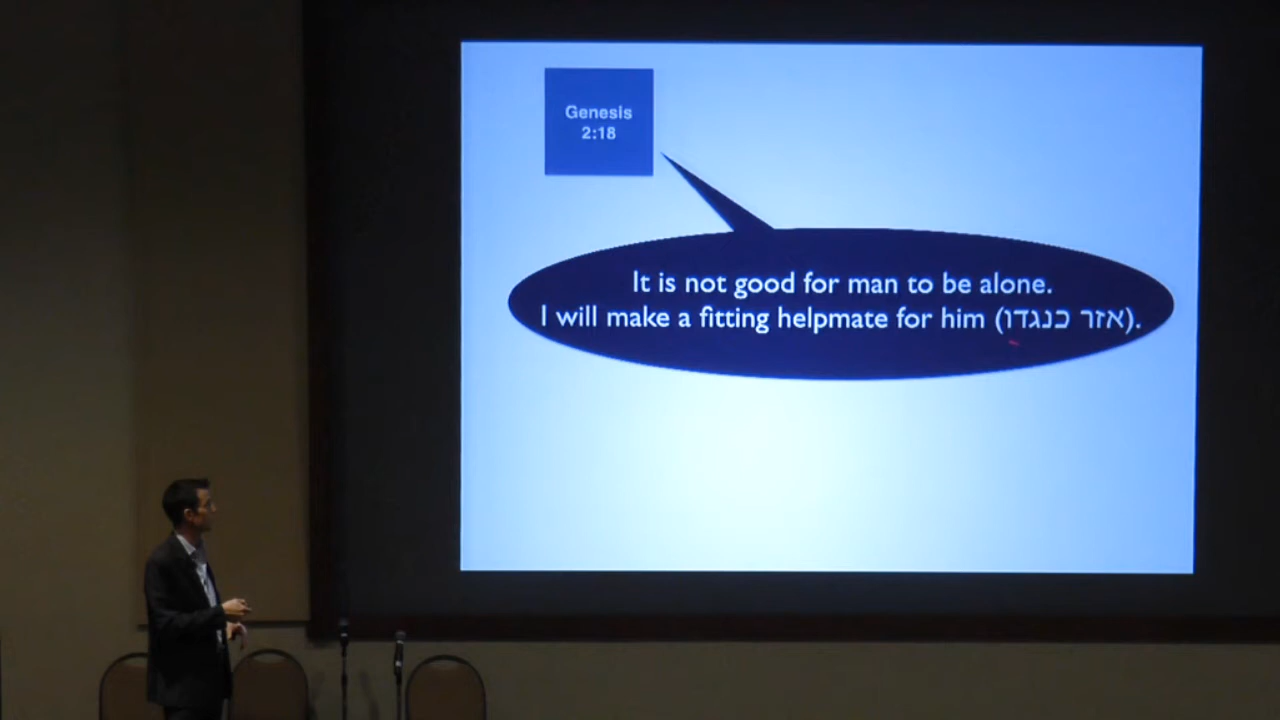 Genesis
2:18
It is not good for man to be alone.
I will make a fitting helpmate for him (אזר כנגדו).